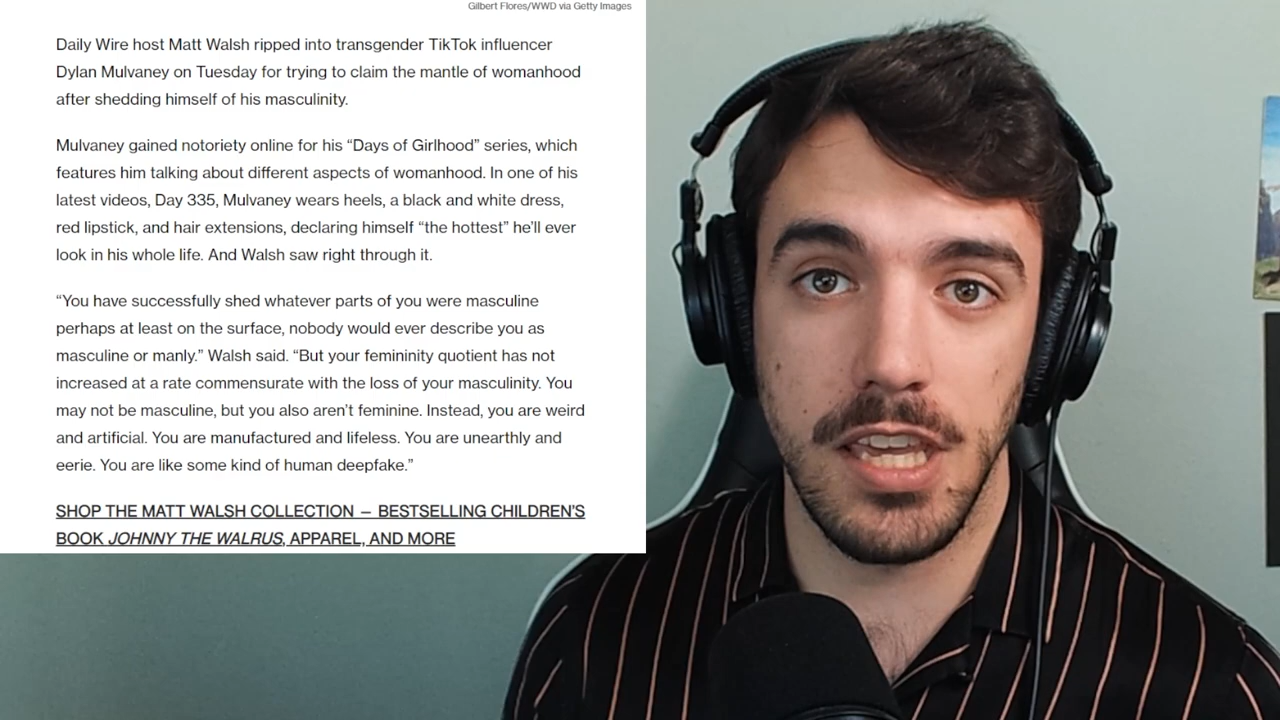 Gilbert Flores/WWD via Getty Images
Daily Wire host Matt Walsh ripped into transgender TikTok influencer
Dylan Mulvaney on Tuesday for trying to claim the mantle of womanhood
after shedding himself of his masculinity.
Mulvaney gained notoriety online for his “Days of Girlhood” series, which
features him talking about different aspects of womanhood. In one of his
latest videos, Day 335, Mulvaney wears heels, a black and white dress,
red lipstick, and hair extensions, declaring himself “the hottest” he’ll ever
look in his whole life. And Walsh saw right through it.
“You have successfully shed whatever parts of you were masculine
perhaps at least on the surface, nobody would ever describe you as
masculine or manly.” Walsh said. “But your femininity quotient has not
increased at a rate commensurate with the loss of your masculinity. You
may not be masculine, but you also aren’t feminine. Instead, you are weird
and artificial. You are manufactured and lifeless. You are unearthly and
eerie. You are like some kind of human deepfake.”
SHOP THE MATT WALSH COLLECTION – BESTSELLING CHILDREN’S
BOOK JOHNNY THE WALRUS, APPAREL, AND MORE